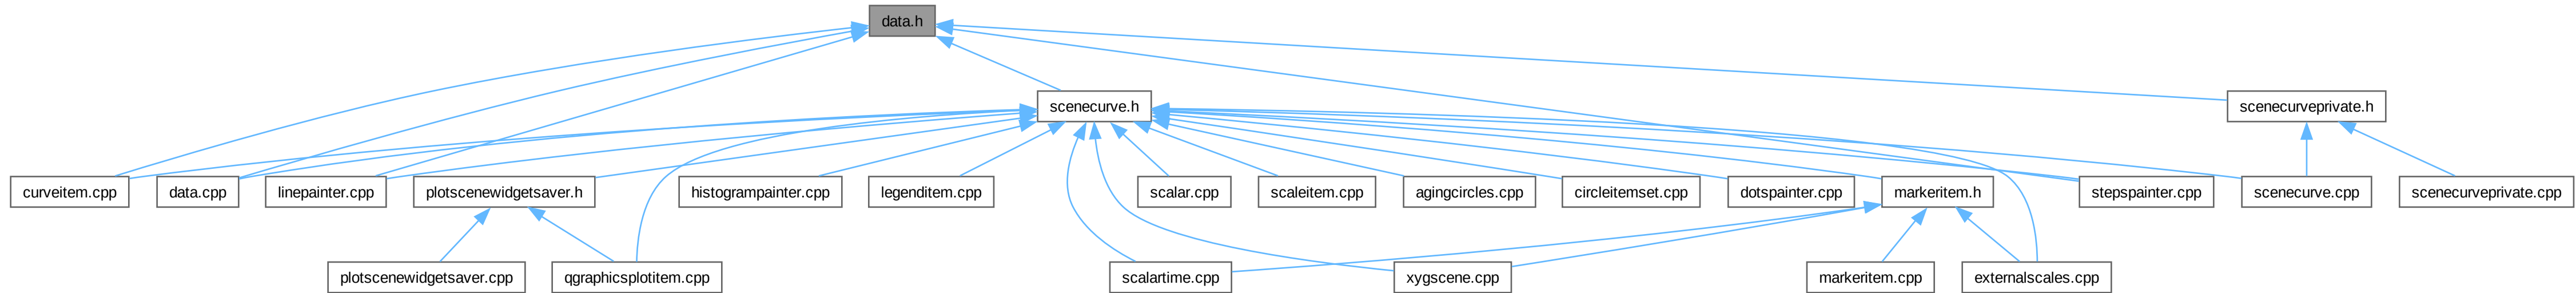 data.h
scenecurve.h
scenecurveprivate.h
curveitem.cpp
data.cpp
linepainter.cpp
plotscenewidgetsaver.h
histogrampainter.cpp
legenditem.cpp
scalar.cpp
scaleitem.cpp
agingcircles.cpp
circleitemset.cpp
dotspainter.cpp
markeritem.h
stepspainter.cpp
scenecurve.cpp
scenecurveprivate.cpp
plotscenewidgetsaver.cpp
qgraphicsplotitem.cpp
scalartime.cpp
xygscene.cpp
markeritem.cpp
externalscales.cpp